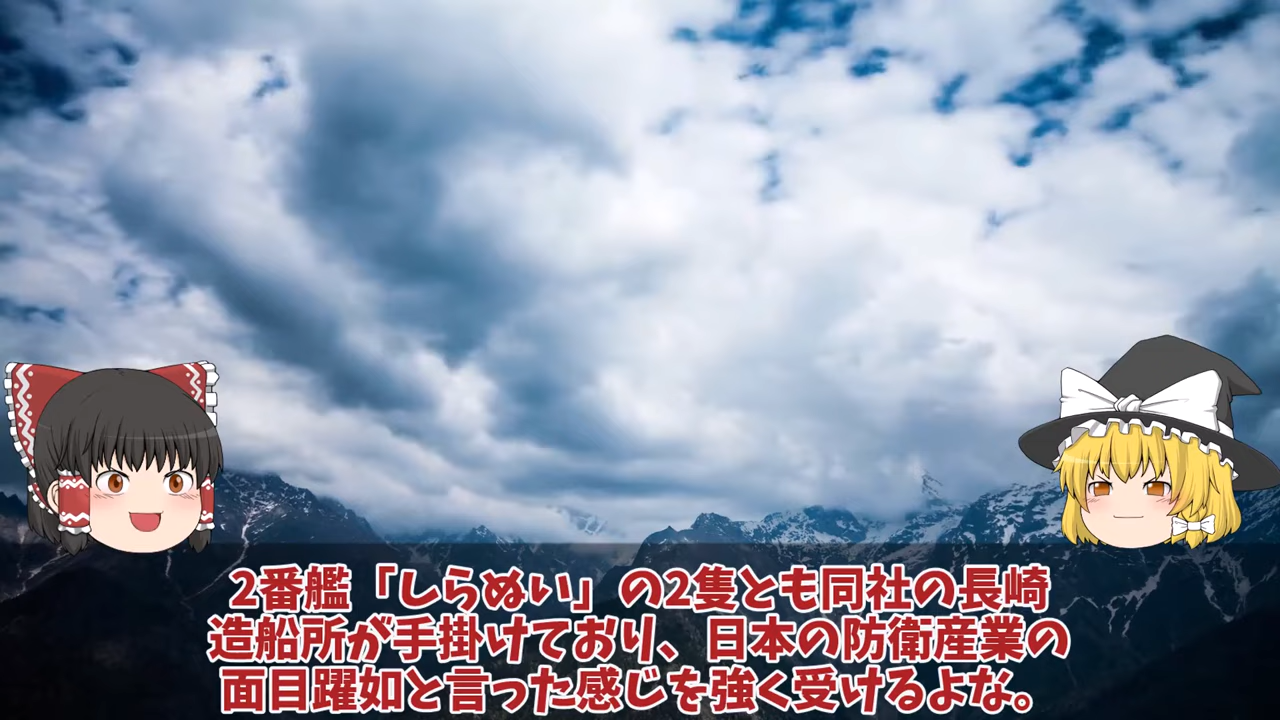 2番艦「しらぬい」の2隻とも同社の長崎
造船所が手掛けており、日本の防衛産業の
面目躍如と言った感じを強く受けるよな。